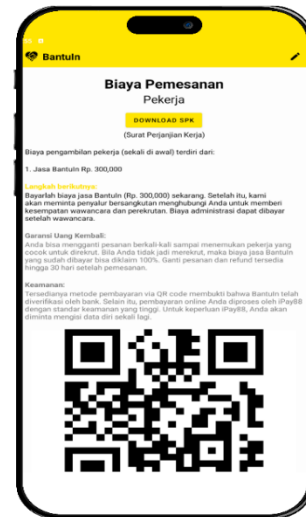 BantuIn
Biaya Pemesanan
Pekerja
DOWNLOAD SPK
(Surat Perjanjian Kerja)
Biaya pengambilan pekerja (sekali di awal) terdiri dari:
1. Jasa BantuIn Rp. 300,000
Langkah berikutnya:
Bayarlah biaya jasa BantuIn (Rp. 300,000) sekarang. Setelah itu, kami
akan meminta penyalur bersangkutan menghubungi Anda untuk memberi
kesempatan wawancara dan perekrutan. Biaya administrasi dapat dibayar
setelah wawancara.
Garansi Uang Kembali:
Anda bisa mengganti pesanan berkali-kali sampai menemukan pekerja yang
cocok untuk direkrut. Bila Anda tidak jadi merekrut, maka biaya jasa BantuIn
yang sudah dibayar bisa diklaim 100%. Ganti pesanan dan refund tersedia
hingga 30 hari setelah pemesanan.
Keamanan:
Tersedianya metode pembayaran via QR code membukti bahwa BantuIn telah
diverifikasi oleh bank. Selain itu, pembayaran online Anda diproses oleh iPay88
dengan standar keamanan yang tinggi. Untuk keperluan iPay88, Anda akan
diminta mengisi data diri sekali lagi.